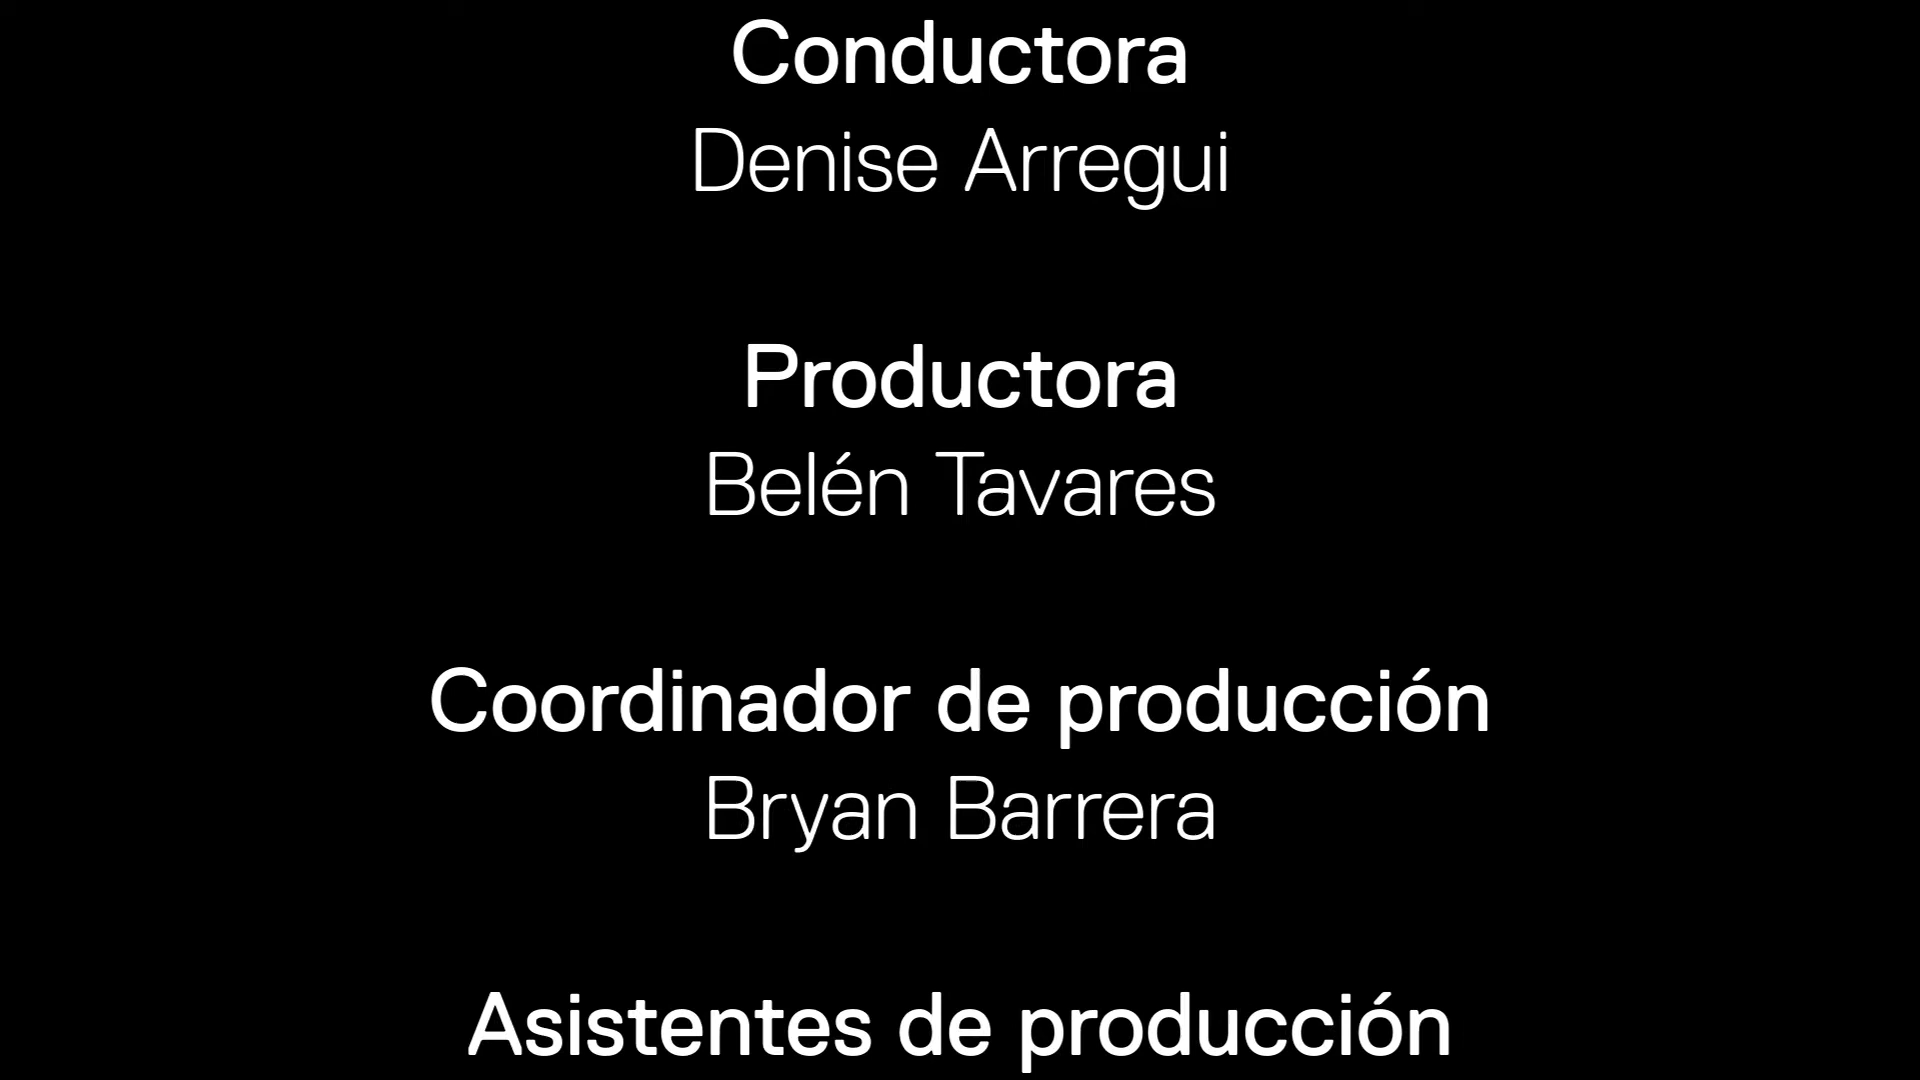 Conductora
Denise Arregui
Productora
Belén Tavares
Coordinador de producción
Bryan Barrera
Asistentes de producción